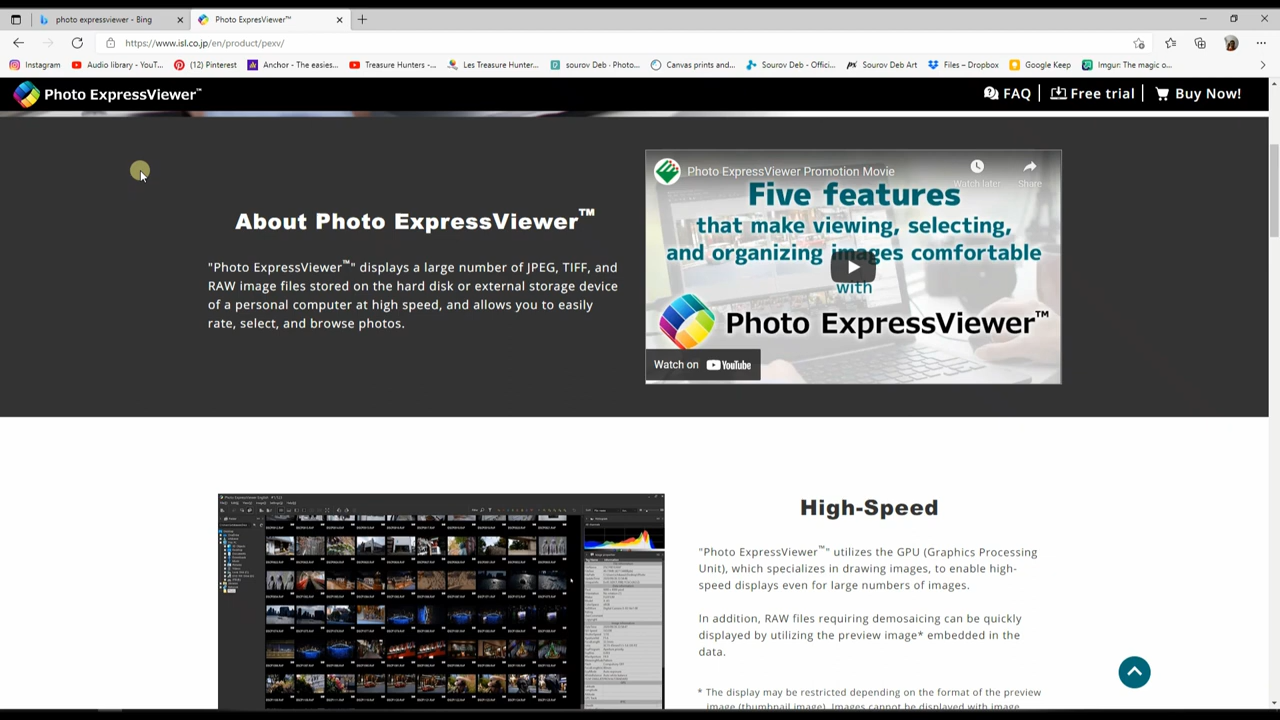 photo expressviewer - Bing
Photo ExpresViewer™
https://www.isl.co.jp/en/product/pexv/
Instagram
Audio library - YouT...
(12) Pinterest
Anchor - The easies...
Treasure Hunters -...
Les Treasure Hunter...
sourov Deb · Photo...
Canvas prints and...
Sourov Deb - Offici...
Sourov Deb Art
Files – Dropbox
Google Keep
Imgur: The magic o...
Photo ExpressViewer™
FAQ
Free trial
Buy Now!
About Photo ExpressViewer™
"Photo ExpressViewer™" displays a large number of JPEG, TIFF, and
RAW image files stored on the hard disk or external storage device
of a personal computer at high speed, and allows you to easily
rate, select, and browse photos.
Photo ExpressViewer Promotion Movie
Watch later
Share
Five features
that make viewing, selecting,
and organizing images comfortable
with
Photo ExpressViewer™
Watch on YouTube
High-Speed
"Photo ExpressViewer™" utilizes the GPU (Graphics Processing
Unit), which specializes in drawing images, to enable high-
speed displays even for large numbers of images.
In addition, RAW files requiring demosaicing can be quickly
displayed by utilizing the preview image* embedded in the
data.
* The display may be restricted depending on the format of the preview
image (thumbnail image). Images cannot be displayed with image